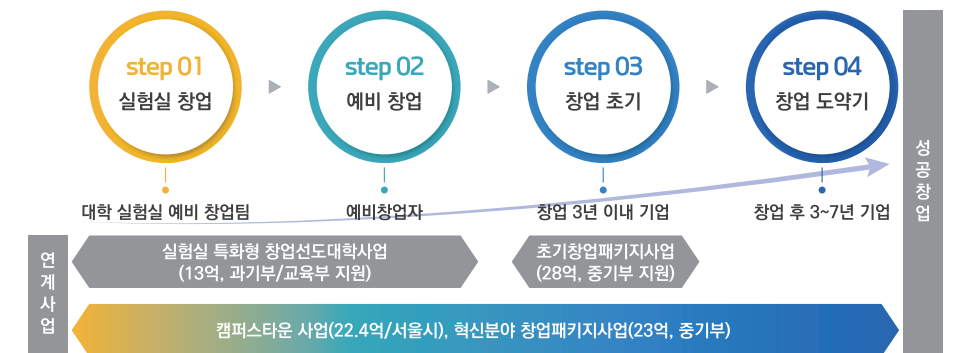 step 01
실험실 창업
step 02
예비 창업
step 03
창업 초기
step 04
창업 도약기
대학 실험실 예비 창업팀
예비창업자
창업 3년 이내 기업
창업 후 3~7년 기업
성공창업
연계사업
실험실 특화형 창업선도대학사업
(13억, 과기부/교육부 지원)
초기창업패키지사업
(28억, 중기부 지원)
캠퍼스타운 사업(22.4억/서울시), 혁신분야 창업패키지사업(23억, 중기부)